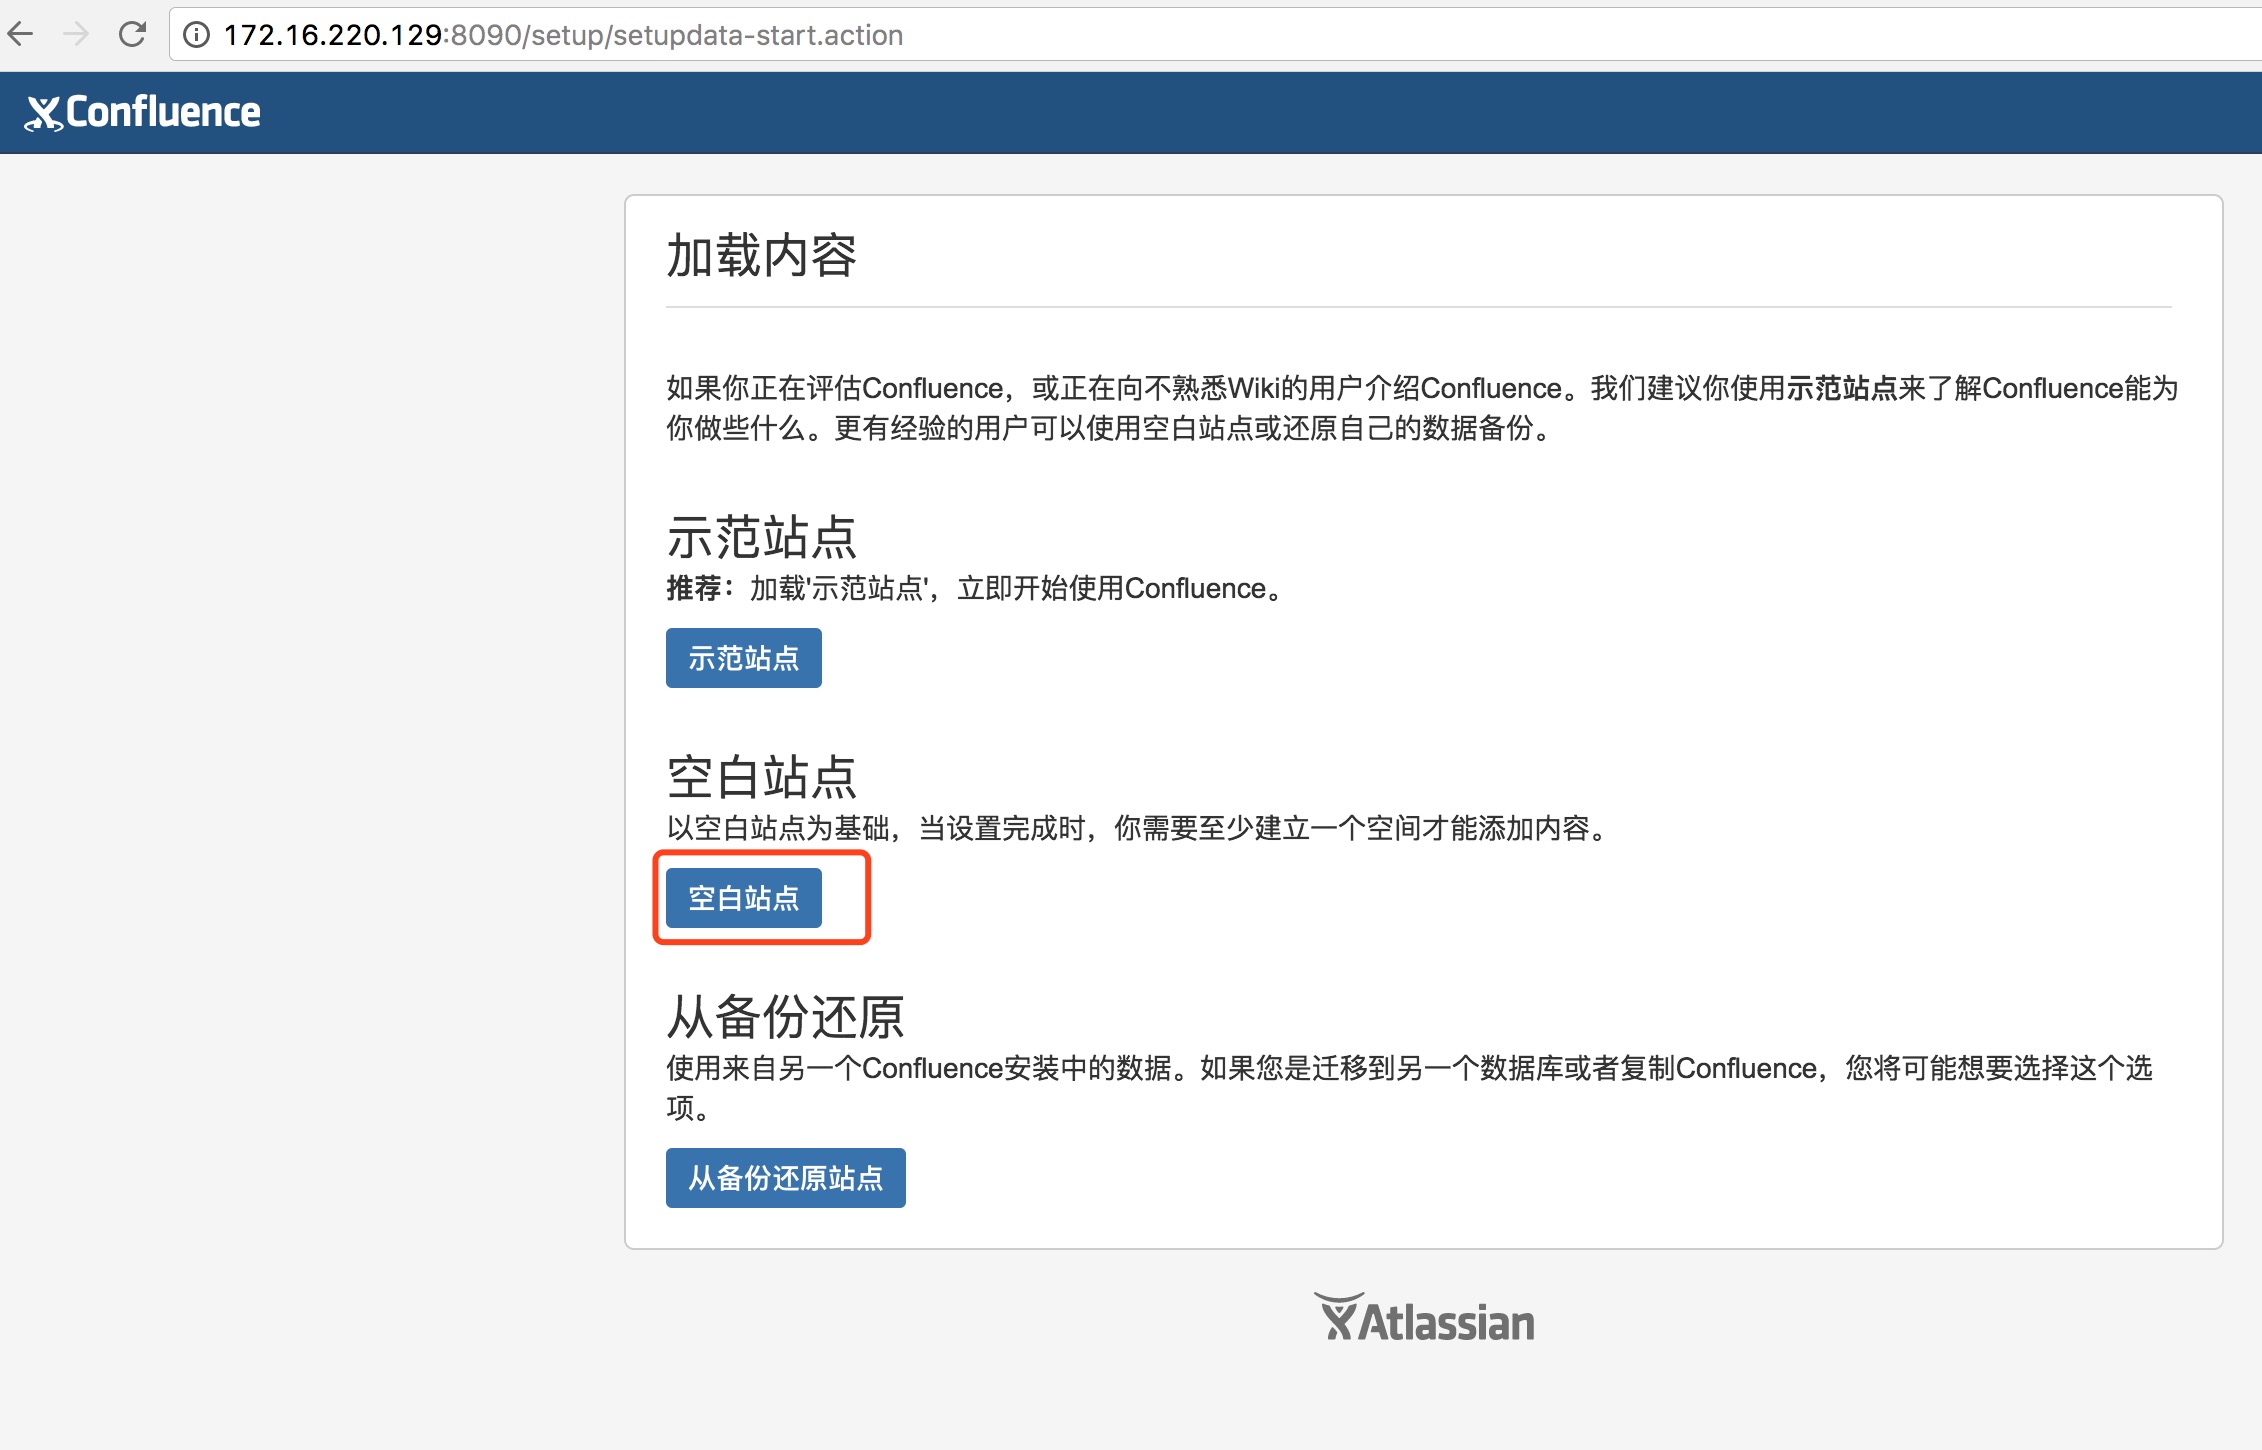 172.16.220.129:8090/setup/setupdata-start.action
Confluence
加载内容
如果你正在评估Confluence，或正在向不熟悉Wiki的用户介绍Confluence。我们建议你使用示范站点来了解Confluence能为
你做些什么。更有经验的用户可以使用空白站点或还原自己的数据备份。
示范站点
推荐：加载'示范站点'，立即开始使用Confluence。
示范站点
空白站点
以空白站点为基础，当设置完成时，你需要至少建立一个空间才能添加内容。
空白站点
从备份还原
使用来自另一个Confluence安装中的数据。如果您是迁移到另一个数据库或者复制Confluence，您将可能想要选择这个选
项。
从备份还原站点
Atlassian